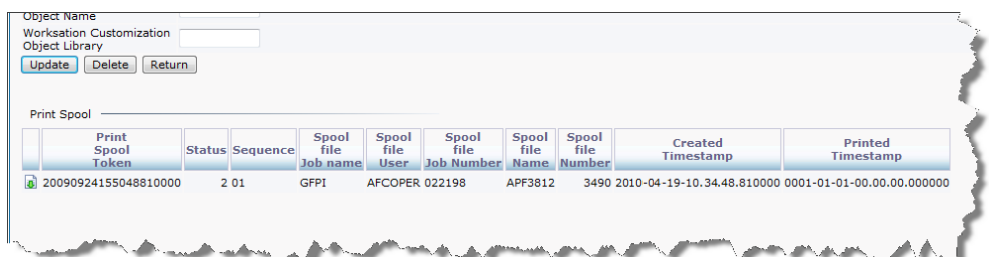 Object Name
Worksation Customization
Object Library
Update Delete Return
Print Spool
Print Spool Token Status Sequence Spool file Job name Spool file User Spool file Job Number Spool file Name Spool file Number Created Timestamp Printed Timestamp
20090924155048810000 2 01 GFPI AFCOPER 022198 APF3812 3490 2010-04-19-10.34.48.810000 0001-01-01-00.00.00.000000